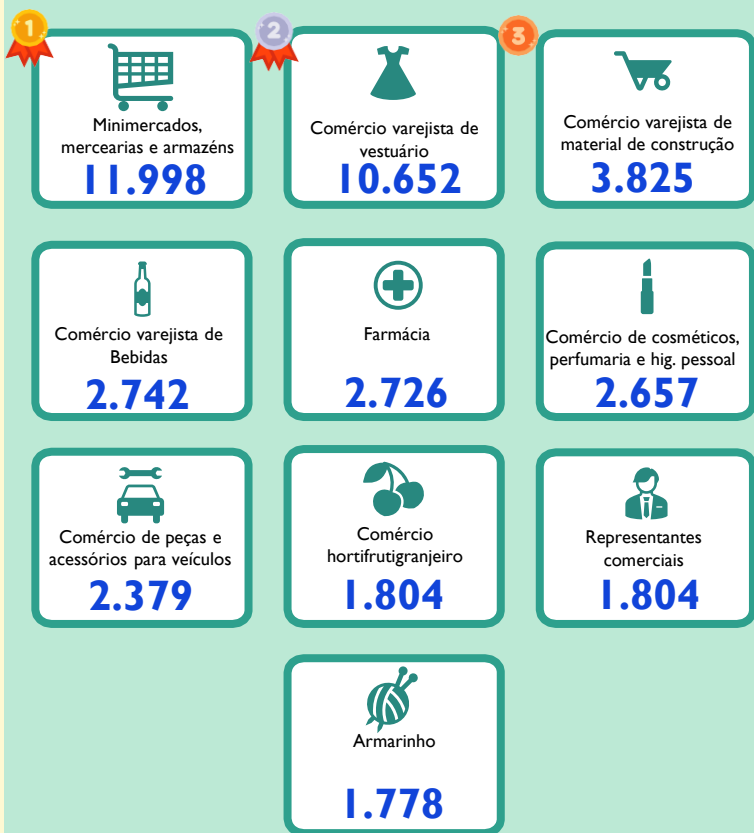 1
2
3
Minimercados,
mercearias e armazéns
11.998
Comércio varejista de
vestuário
10.652
Comércio varejista de
material de construção
3.825
Comércio varejista de
Bebidas
2.742
Farmácia
2.726
Comércio de cosméticos,
perfumaria e hig. pessoal
2.657
Comércio de peças e
acessórios para veículos
2.379
Comércio
hortifrutigranjeiro
1.804
Representantes
comerciais
1.804
Armarinho
1.778